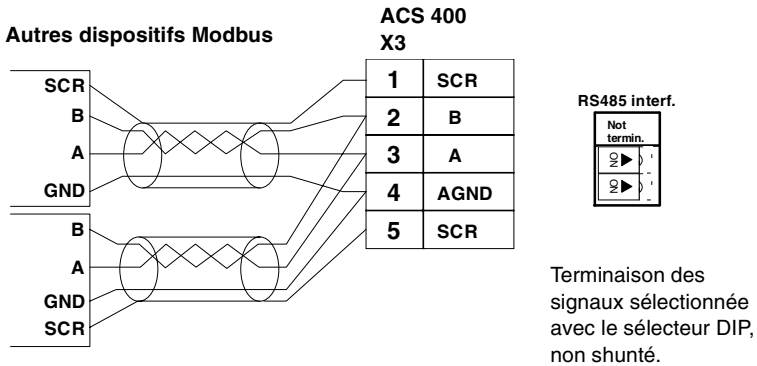 Autres dispositifs Modbus
ACS 400
X3
SCR
B
A
GND
B
A
GND
SCR
1 SCR
2 B
3 A
4 AGND
5 SCR
RS485 interf.
Not
termin.
ON
ON
Terminaison des
signaux sélectionnée
avec le sélecteur DIP,
non shunté.